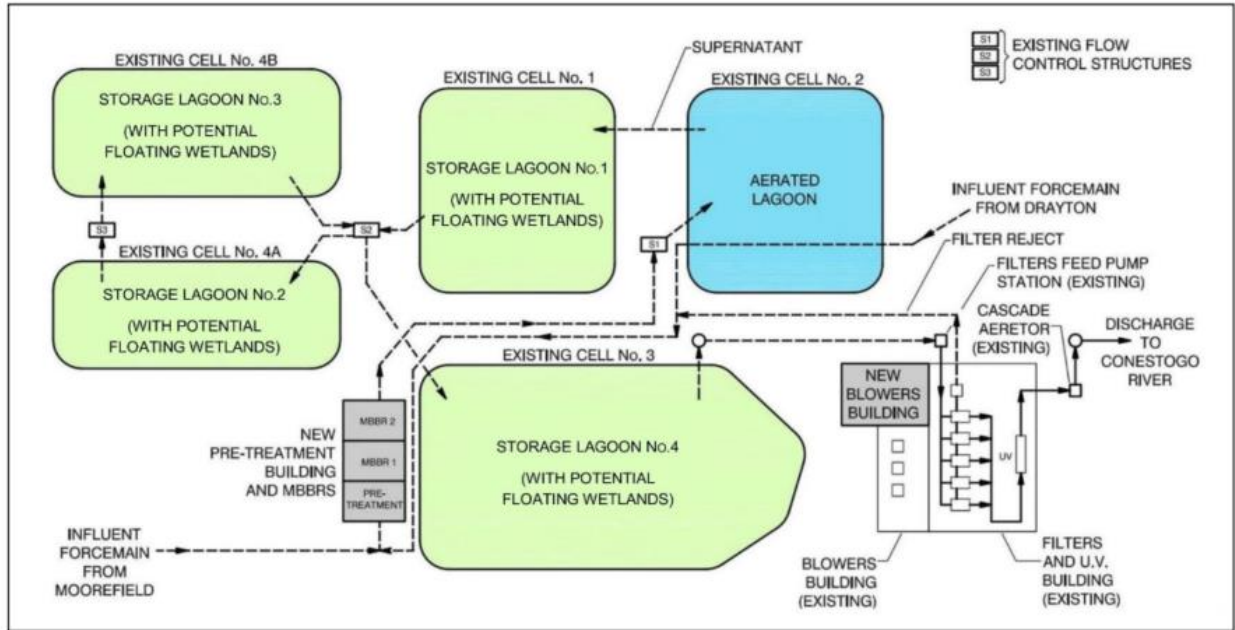 SUPERNATANT
S1
S2
S3
EXISTING FLOW
CONTROL STRUCTURES
EXISTING CELL No. 4B
STORAGE LAGOON No.3
(WITH POTENTIAL
FLOATING WETLANDS)
EXISTING CELL No. 1
STORAGE LAGOON No.1
(WITH POTENTIAL
FLOATING WETLANDS)
EXISTING CELL No. 2
AERATED
LAGOON
INFLUENT FORCEMAIN
FROM DRAYTON
FILTER REJECT
FILTERS FEED PUMP
STATION (EXISTING)
CASCADE
AERETOR
(EXISTING)
DISCHARGE
TO
CONESTOGO
RIVER
S3
S2
S1
EXISTING CELL No. 4A
STORAGE LAGOON No.2
(WITH POTENTIAL
FLOATING WETLANDS)
EXISTING CELL No. 3
STORAGE LAGOON No.4
(WITH POTENTIAL
FLOATING WETLANDS)
NEW
BLOWERS
BUILDING
UV
NEW
PRE-TREATMENT
BUILDING
AND MBBRS
MBBR 2
MBBR 1
PRE-
TREATMENT
INFLUENT
FORCEMAIN
FROM
MOOREFIELD
BLOWERS
BUILDING
(EXISTING)
FILTERS
AND U.V.
BUILDING
(EXISTING)